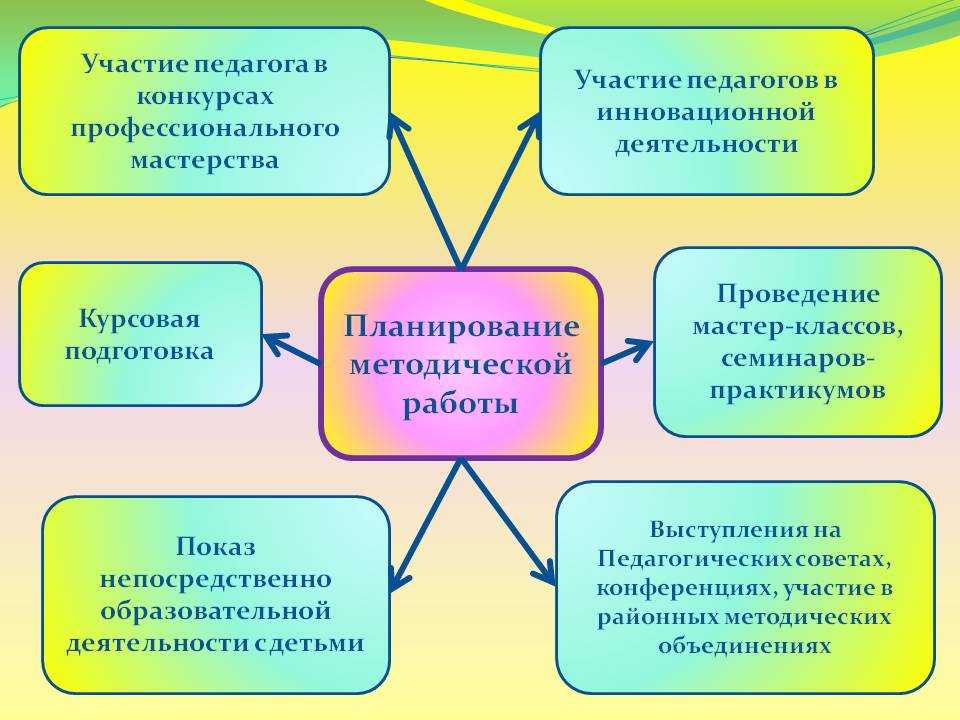 Участие педагога в
конкурсах
профессионального
мастерства
Участие педагогов в
инновационной
деятельности
Курсовая
подготовка
Планирование
методической
работы
Проведение
мастер-классов,
семинаров-
практикумов
Показ
непосредственно
образовательной
деятельности с детьми
Выступления на
Педагогических советах,
конференциях, участие в
районных методических
объединениях